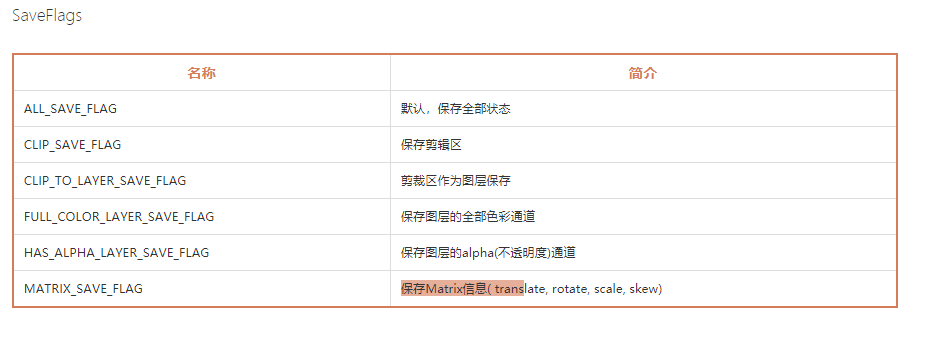 SaveFlags
名称 简介
ALL_SAVE_FLAG 默认，保存全部状态
CLIP_SAVE_FLAG 保存剪辑区
CLIP_TO_LAYER_SAVE_FLAG 剪裁区作为图层保存
FULL_COLOR_LAYER_SAVE_FLAG 保存图层的全部色彩通道
HAS_ALPHA_LAYER_SAVE_FLAG 保存图层的alpha(不透明度)通道
MATRIX_SAVE_FLAG 保存Matrix信息( translate, rotate, scale, skew)